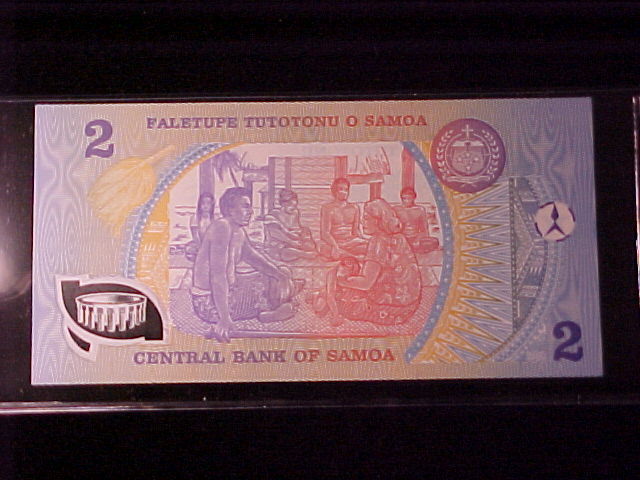 2
FALETUPE TUTOTONU O SAMOA
CENTRAL BANK OF SAMOA
2